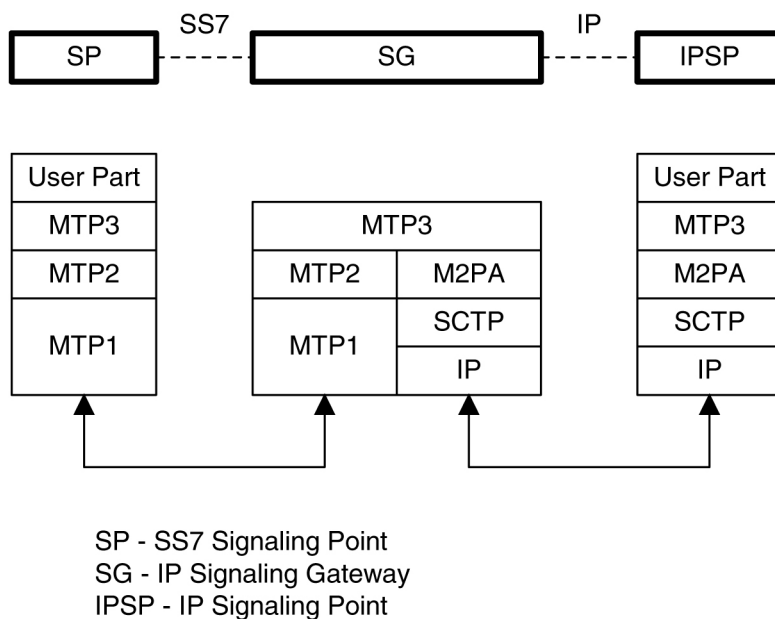 SS7 IP
SP SG IPSP
User Part User Part
MTP3 MTP3 MTP3
MTP2 MTP2 M2PA M2PA
SCTP SCTP
MTP1 MTP1
IP IP
SP - SS7 Signaling Point
SG - IP Signaling Gateway
IPSP - IP Signaling Point